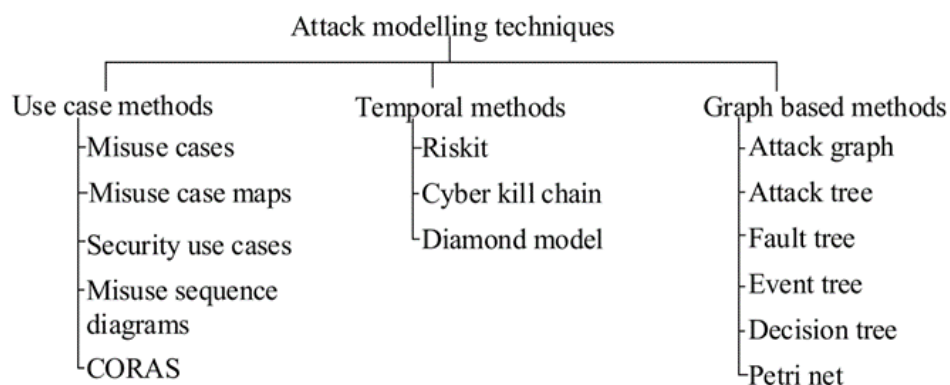 Attack modelling techniques
Use case methods
Misuse cases
Misuse case maps
Security use cases
Misuse sequence
diagrams
CORAS
Temporal methods
Riskit
Cyber kill chain
Diamond model
Graph based methods
Attack graph
Attack tree
Fault tree
Event tree
Decision tree
Petri net